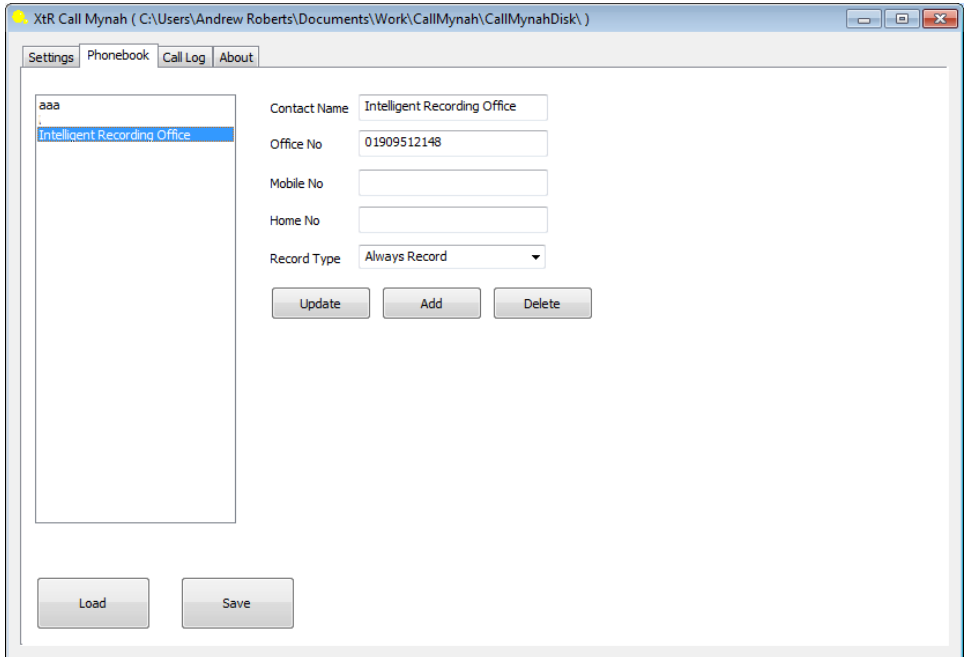 XtR Call Mynah ( C:\Users\Andrew Roberts\Documents\Work\CallMynah\CallMynahDisk\ )
Settings Phonebook Call Log About
aaa
Contact Name Intelligent Recording Office
;
Intelligent Recording Office
Office No 01909512148
Mobile No
Home No
Record Type Always Record
Update Add Delete
Load Save